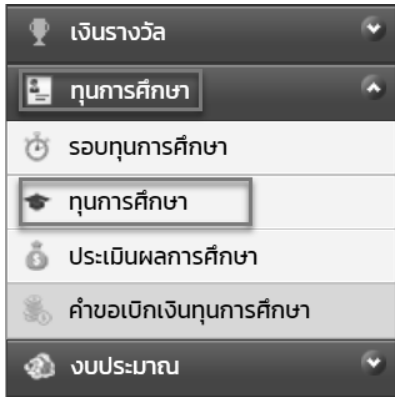 เงินรางวัล
ทุนการศึกษา
รอบทุนการศึกษา
ทุนการศึกษา
ประเมินผลการศึกษา
คำขอเบิกเงินทุนการศึกษา
งบประมาณ